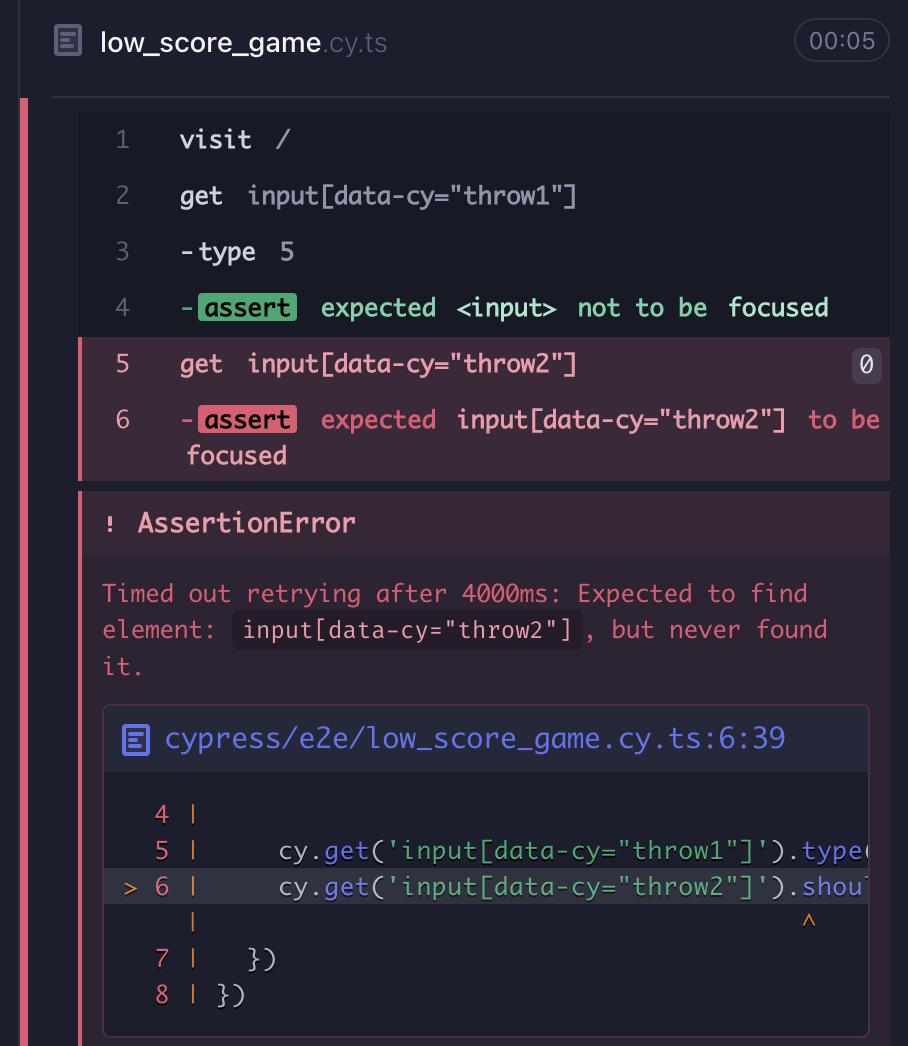 low_score_game.cy.ts 00:05
1 visit /
2 get input[data-cy="throw1"]
3 -type 5
4 -assert expected <input> not to be focused
5 get input[data-cy="throw2"] 0
6 -assert expected input[data-cy="throw2"] to be
focused
! AssertionError
Timed out retrying after 4000ms: Expected to find
element: input[data-cy="throw2"], but never found
it.
cypress/e2e/low_score_game.cy.ts:6:39
4 |
5 | cy.get('input[data-cy="throw1"]').type(
> 6 | cy.get('input[data-cy="throw2"]').shoul
| ^
7 | })
8 | })